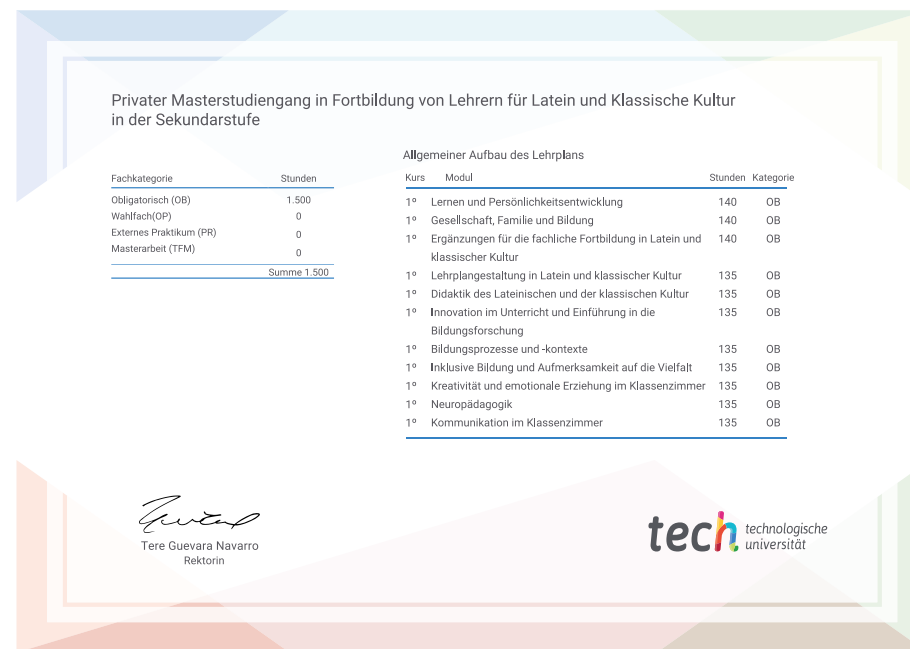 Privater Masterstudiengang in Fortbildung von Lehrern für Latein und Klassische Kultur
in der Sekundarstufe
Fachkategorie Stunden
Obligatorisch (OB) 1.500
Wahlfach(OP) 0
Externes Praktikum (PR) 0
Masterarbeit (TFM) 0
Summe 1.500
Allgemeiner Aufbau des Lehrplans
Kurs Modul Stunden Kategorie
1º Lernen und Persönlichkeitsentwicklung 140 OB
1º Gesellschaft, Familie und Bildung 140 OB
1º Ergänzungen für die fachliche Fortbildung in Latein und 140 OB
klassischer Kultur
1º Lehrplangestaltung in Latein und klassischer Kultur 135 OB
1º Didaktik des Lateinischen und der klassischen Kultur 135 OB
1º Innovation im Unterricht und Einführung in die 135 OB
Bildungsforschung
1º Bildungsprozesse und -kontexte 135 OB
1º Inklusive Bildung und Aufmerksamkeit auf die Vielfalt 135 OB
1º Kreativität und emotionale Erziehung im Klassenzimmer 135 OB
1º Neuropädagogik 135 OB
1º Kommunikation im Klassenzimmer 135 OB
Tere Guevara Navarro
Rektorin
tech technologische
universität